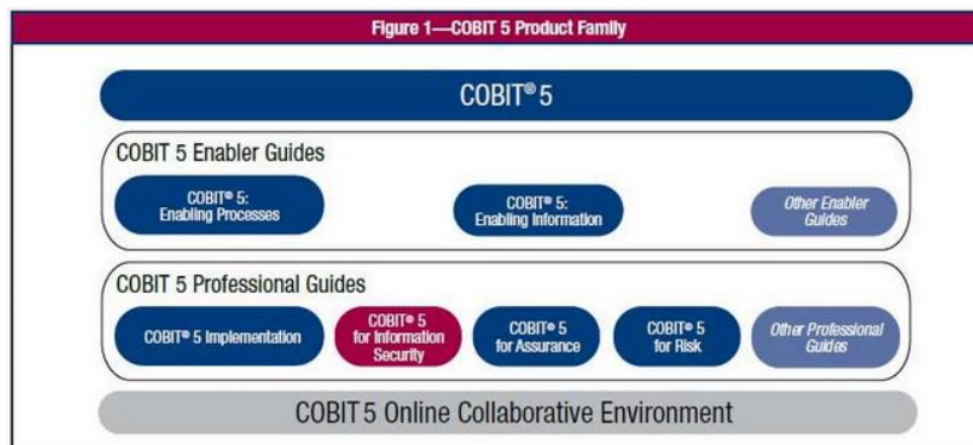 Figure 1—COBIT 5 Product Family
COBIT® 5
COBIT 5 Enabler Guides
COBIT® 5:
Enabling Processes
COBIT® 5:
Enabling Information
Other Enabler
Guides
COBIT 5 Professional Guides
COBIT® 5 Implementation
COBIT® 5
for Information
Security
COBIT® 5
for Assurance
COBIT® 5
for Risk
Other Professional
Guides
COBIT 5 Online Collaborative Environment